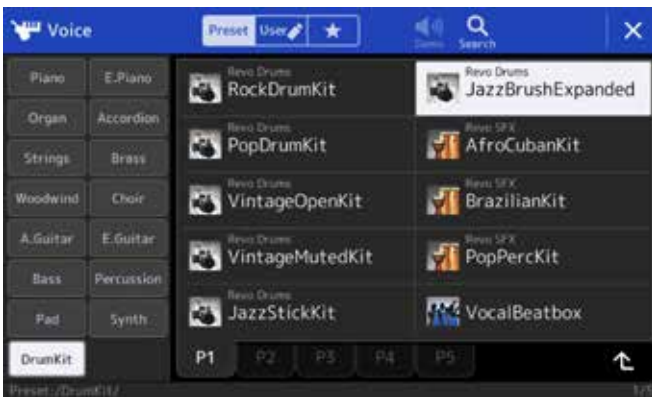 Voice
Preset User
Demo Search
Piano E.Piano
Organ Accordion
Strings Brass
Woodwind Choir
A.Guitar E.Guitar
Bass Percussion
Pad Synth
DrumKit
Revo Drums
RockDrumKit
Revo Drums
JazzBrushExpanded
Revo Drums
PopDrumKit
Revo SFX
AfroCubanKit
Revo Drums
VintageOpenKit
Revo SFX
BrazilianKit
Revo Drums
VintageMutedKit
Revo SFX
PopPercKit
Revo Drums
JazzStickKit
VocalBeatbox
P1 P2 P3 P4 P5
Preset:/DrumKit/